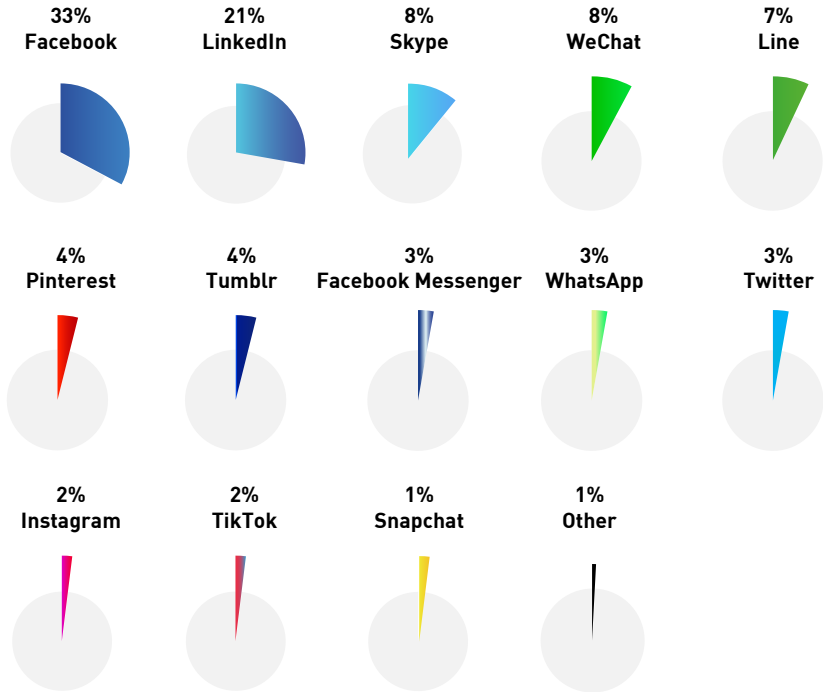 33%
Facebook
21%
LinkedIn
8%
Skype
8%
WeChat
7%
Line
4%
Pinterest
4%
Tumblr
3%
Facebook Messenger
3%
WhatsApp
3%
Twitter
2%
Instagram
2%
TikTok
1%
Snapchat
1%
Other